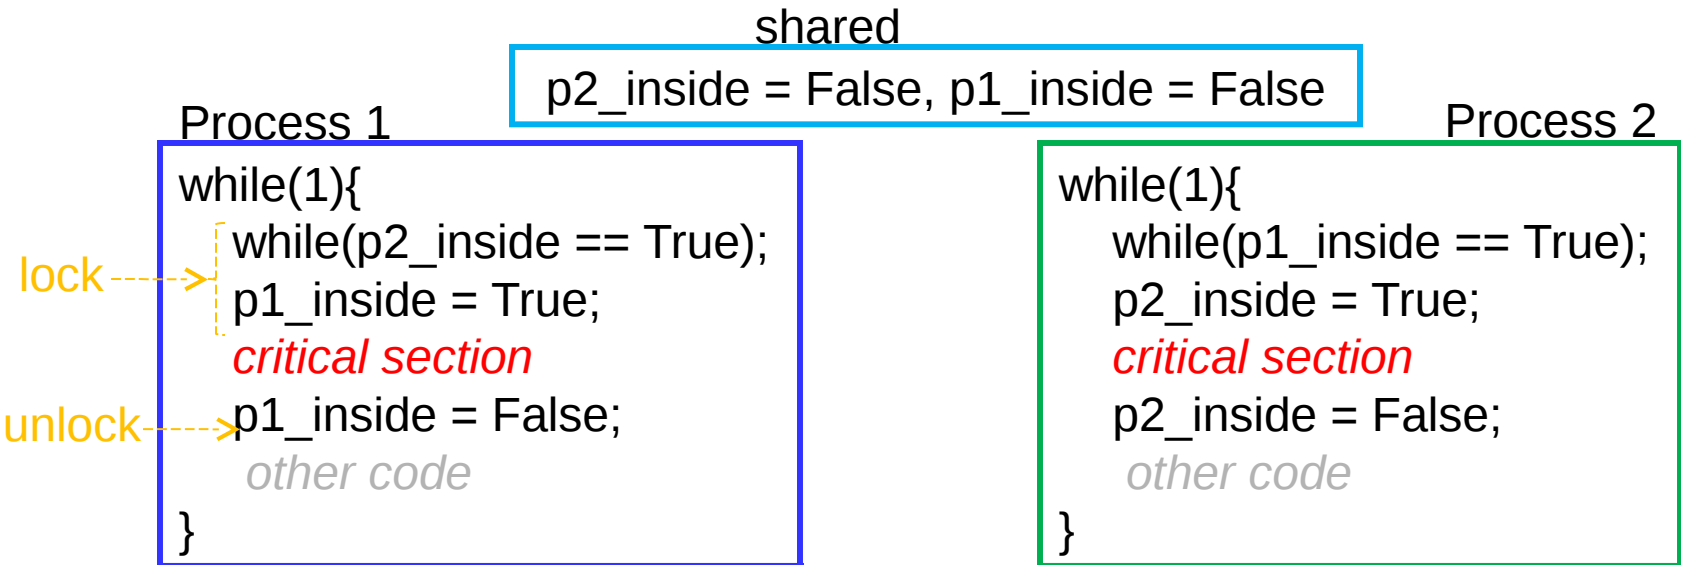 shared
p2_inside = False, p1_inside = False
Process 1
while(1){
while(p2_inside == True);
p1_inside = True;
critical section
p1_inside = False;
other code
}
lock
unlock
Process 2
while(1){
while(p1_inside == True);
p2_inside = True;
critical section
p2_inside = False;
other code
}